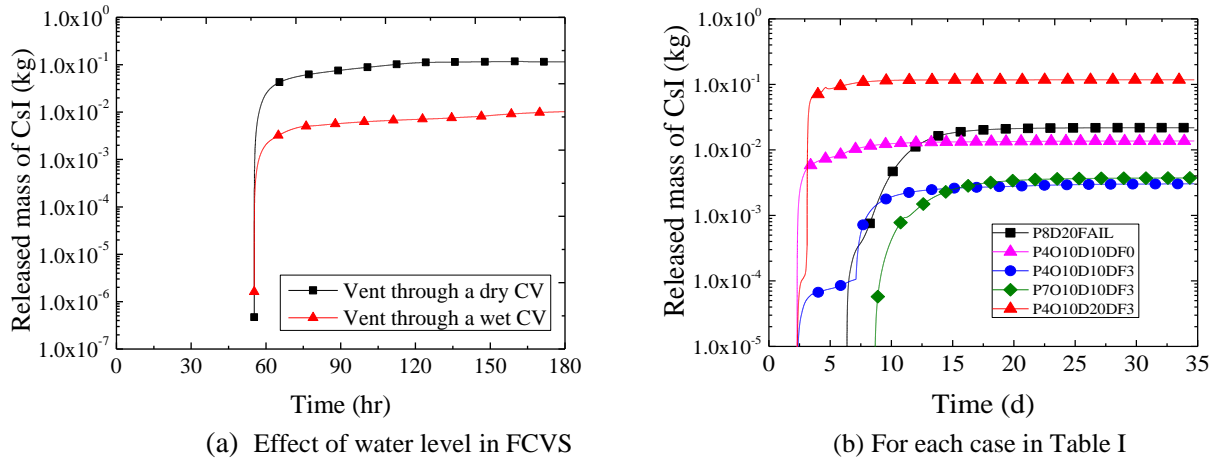 Released mass of CsI (kg)
1.0x10⁰
1.0x10⁻¹
1.0x10⁻²
1.0x10⁻³
1.0x10⁻⁴
1.0x10⁻⁵
1.0x10⁻⁶
1.0x10⁻⁷
Vent through a dry CV
Vent through a wet CV
0 30 60 90 120 150 180
Time (hr)
(a) Effect of water level in FCVS
Released mass of CsI (kg)
1.0x10⁰
1.0x10⁻¹
1.0x10⁻²
1.0x10⁻³
1.0x10⁻⁴
1.0x10⁻⁵
P8D20FAIL
P4O10D10DF0
P4O10D10DF3
P7O10D10DF3
P4O10D20DF3
0 5 10 15 20 25 30 35
Time (d)
(b) For each case in Table I